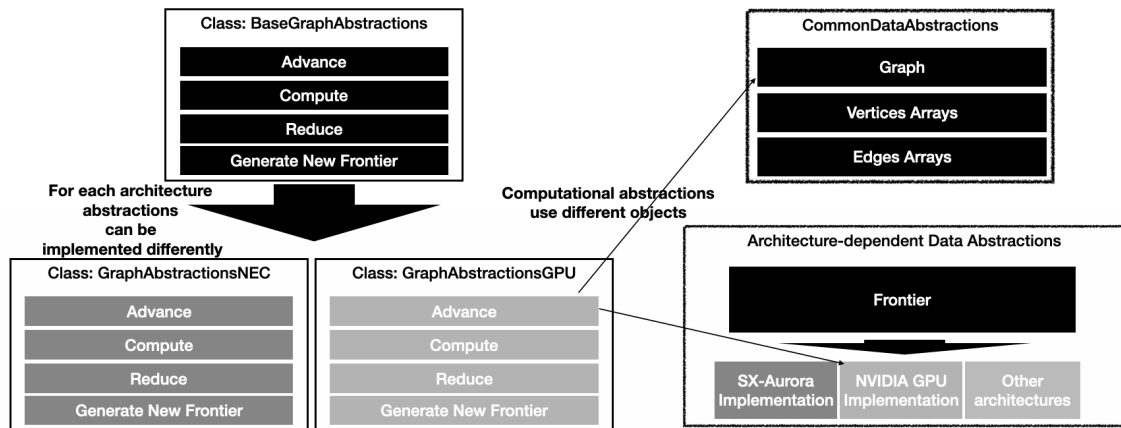 Class: BaseGraphAbstractions
Advance
Compute
Reduce
Generate New Frontier
For each architecture
abstractions
can be
implemented differently
Class: GraphAbstractionsNEC
Advance
Compute
Reduce
Generate New Frontier
Class: GraphAbstractionsGPU
Advance
Compute
Reduce
Generate New Frontier
Computational abstractions
use different objects
CommonDataAbstractions
Graph
Vertices Arrays
Edges Arrays
Architecture-dependent Data Abstractions
Frontier
SX-Aurora
Implementation
NVIDIA GPU
Implementation
Other
architectures